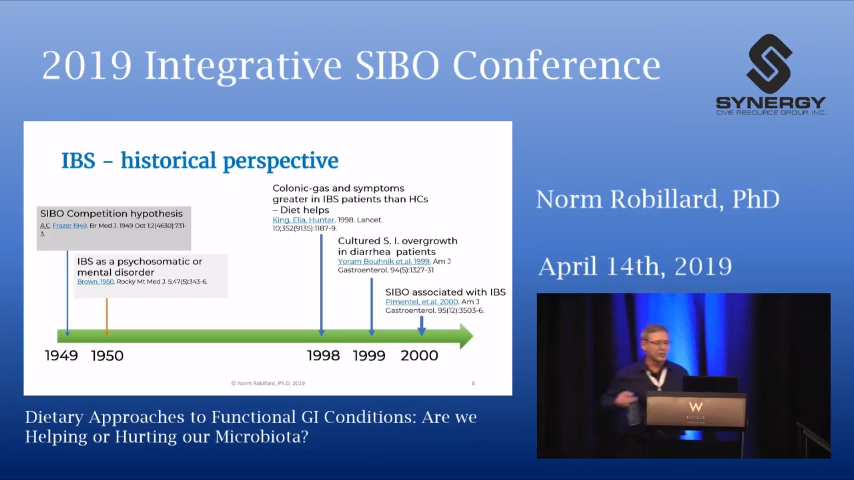 2019 Integrative SIBO Conference
SYNERGY
CME RESOURCE GROUP, INC.
IBS – historical perspective
SIBO Competition hypothesis
A.C Frazer 1949. Br Med J. 1949 Oct 1;2(4630):731-
3.
IBS as a psychosomatic or
mental disorder
Brown, 1950. Rocky Mt Med J. S;47(5):343-6.
Colonic-gas and symptoms
greater in IBS patients than HCs
– Diet helps
King, Elia, Hunter. 1998. Lancet.
10;352(9135):1187-9.
Cultured S. I. overgrowth
in diarrhea patients
Yoram Bouhnik et.al. 1999. Am J
Gastroenterol. 94(5):1327-31
SIBO associated with IBS
Pimentel, et.al. 2000. Am J
Gastroenterol. 95(12):3503-6.
1949 1950 1998 1999 2000
© Norm Robillard, Ph.D, 2019
Norm Robillard, PhD
April 14th, 2019
W
Dietary Approaches to Functional GI Conditions: Are we
Helping or Hurting our Microbiota?